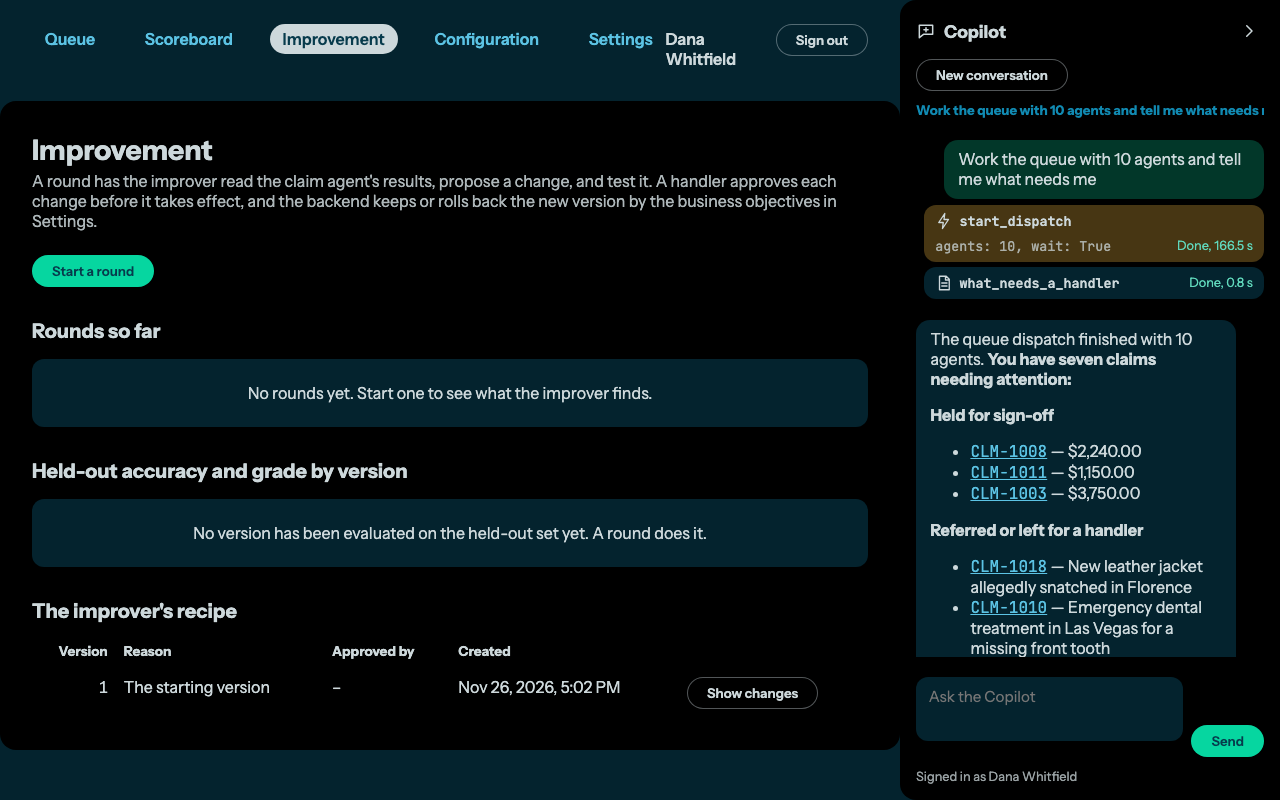 Queue
Scoreboard
Improvement
Configuration
Settings
Dana
Whitfield
Sign out
Improvement
A round has the improver read the claim agent's results, propose a change, and test it. A handler approves each
change before it takes effect, and the backend keeps or rolls back the new version by the business objectives in
Settings.
Start a round
Rounds so far
No rounds yet. Start one to see what the improver finds.
Held-out accuracy and grade by version
No version has been evaluated on the held-out set yet. A round does it.
The improver's recipe
Version Reason Approved by Created
1 The starting version – Nov 26, 2026, 5:02 PM Show changes
Copilot
New conversation
Work the queue with 10 agents and tell me what needs
Work the queue with 10 agents and tell
me what needs me
start_dispatch
agents: 10, wait: True Done, 166.5 s
what_needs_a_handler Done, 0.8 s
The queue dispatch finished with 10
agents. You have seven claims
needing attention:
Held for sign-off
• CLM-1008 — $2,240.00
• CLM-1011 — $1,150.00
• CLM-1003 — $3,750.00
Referred or left for a handler
• CLM-1018 — New leather jacket
allegedly snatched in Florence
• CLM-1010 — Emergency dental
treatment in Las Vegas for a
missing front tooth
Ask the Copilot
Send
Signed in as Dana Whitfield